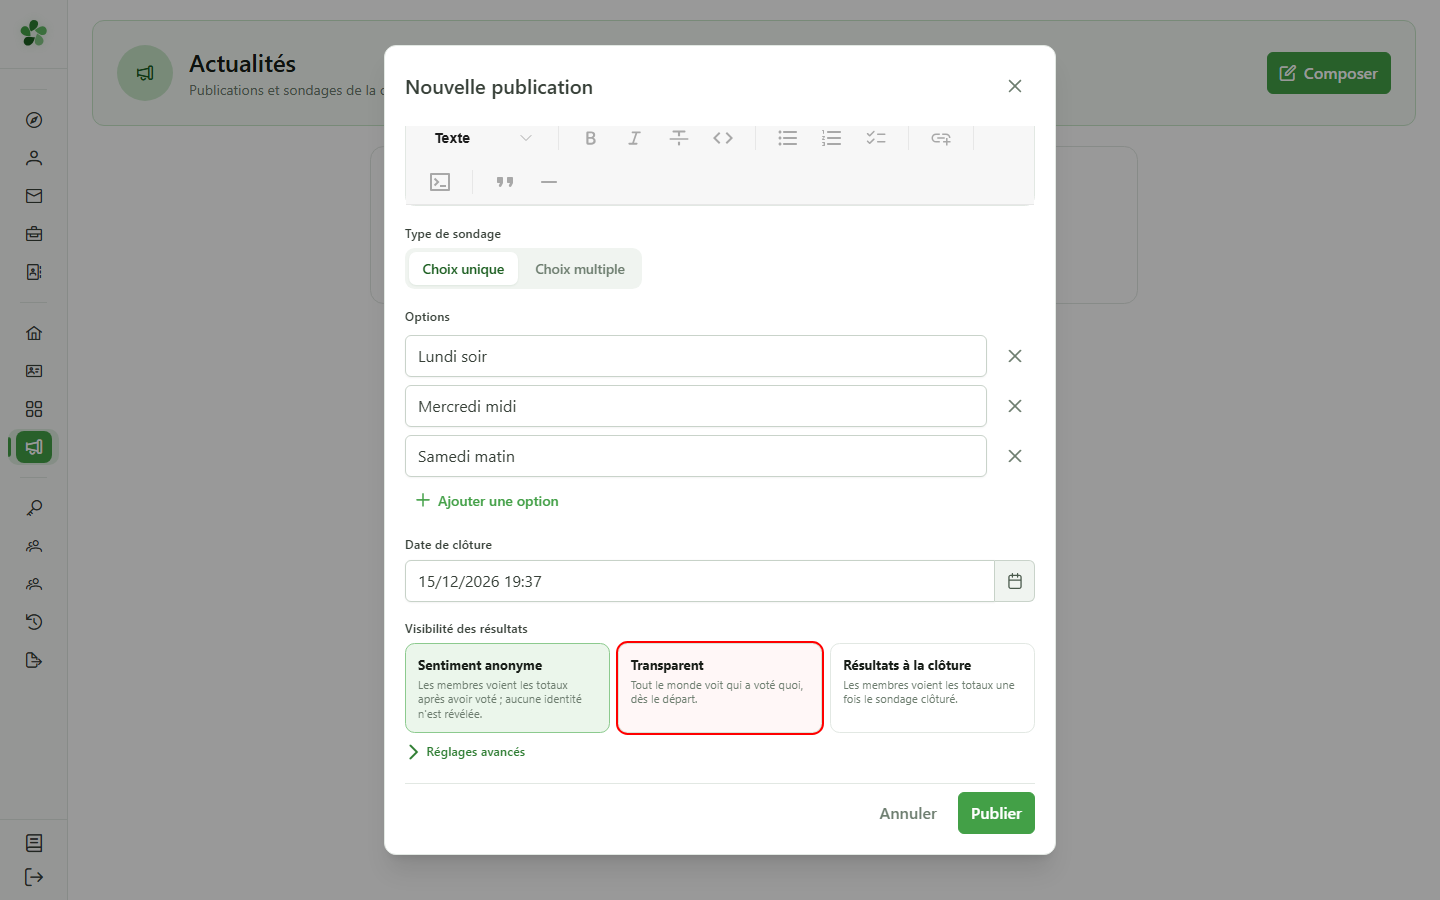 Actualités
Publications et sondages de la c
Composer
Nouvelle publication
Texte
Type de sondage
Choix unique
Choix multiple
Options
Lundi soir
Mercredi midi
Samedi matin
Ajouter une option
Date de clôture
15/12/2026 19:37
Visibilité des résultats
Sentiment anonyme
Les membres voient les totaux
après avoir voté ; aucune identité
n'est révélée.
Transparent
Tout le monde voit qui a voté quoi,
dès le départ.
Résultats à la clôture
Les membres voient les totaux une
fois le sondage clôturé.
Réglages avancés
Annuler
Publier